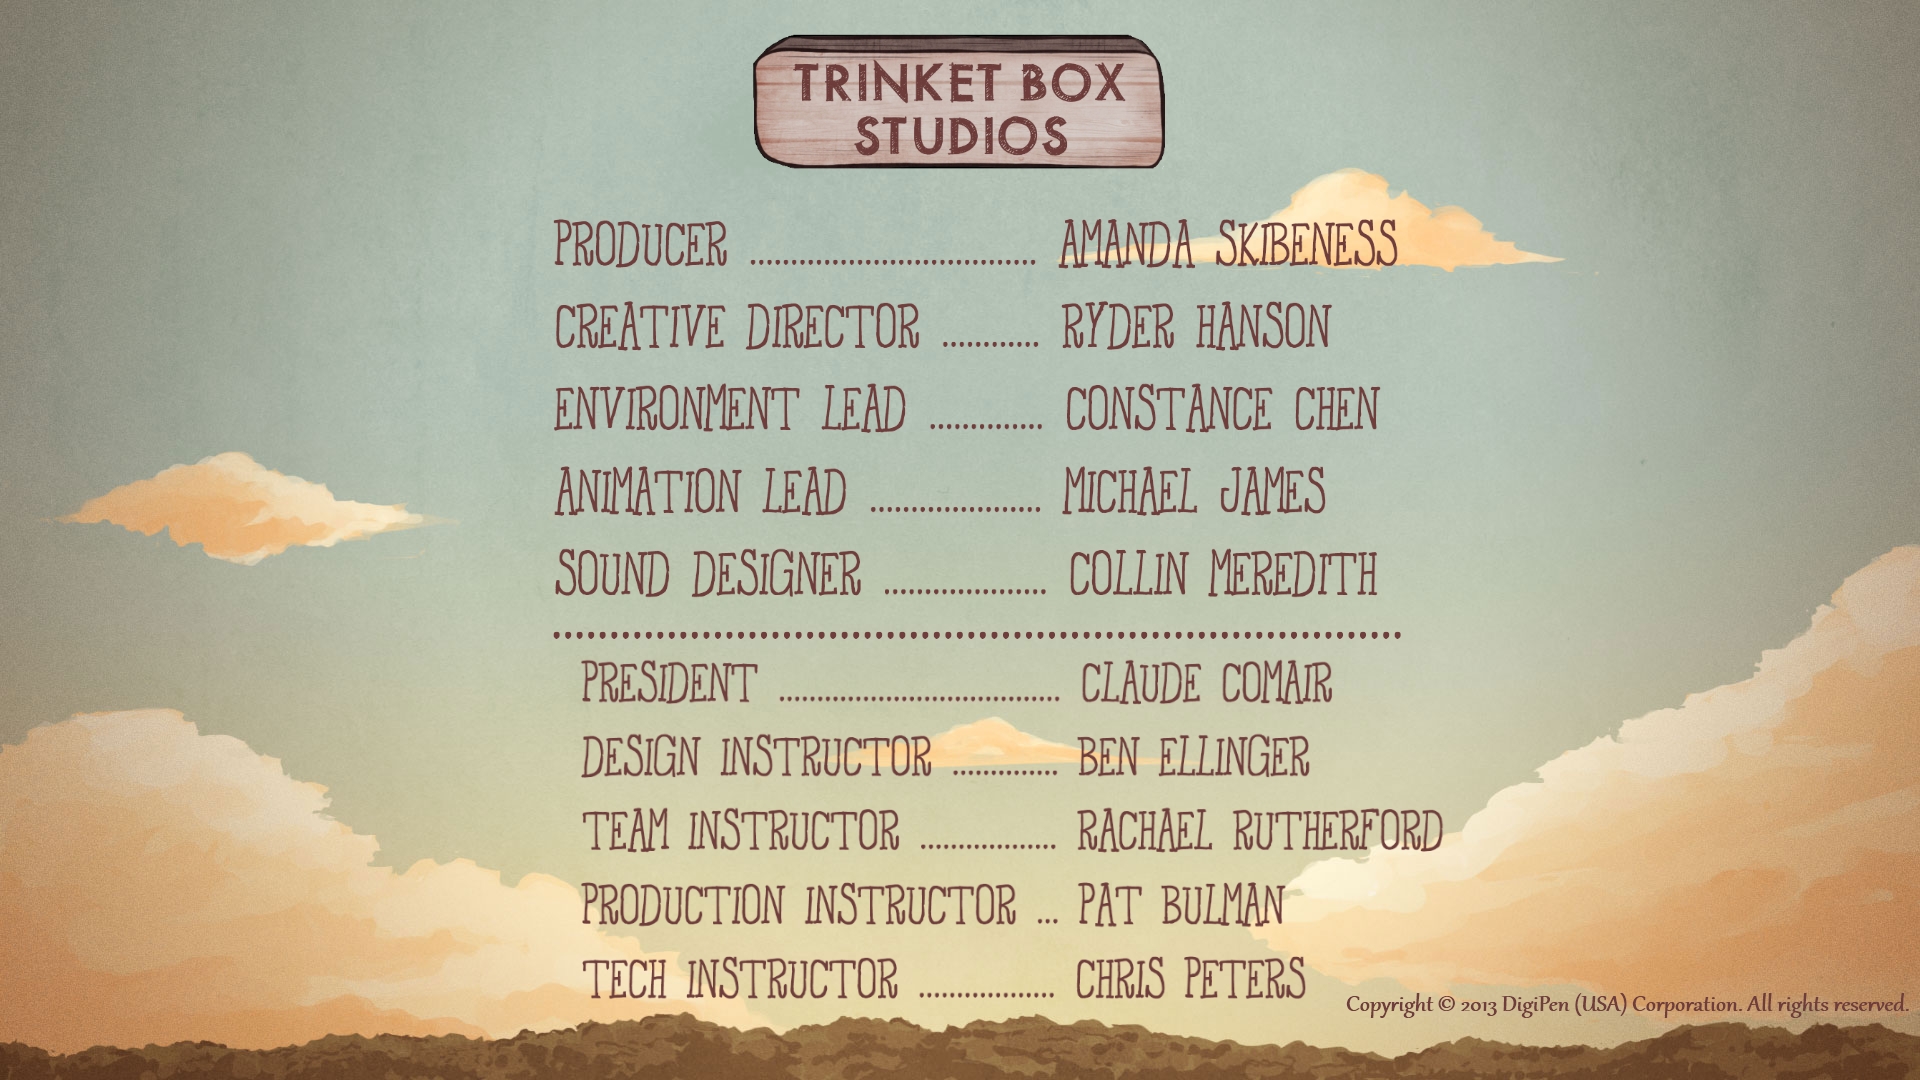 TRINKET BOX
STUDIOS
PRODUCER ................................... AMANDA SKIBENESS
CREATIVE DIRECTOR ............ RYDER HANSON
ENVIRONMENT LEAD .............. CONSTANCE CHEN
ANIMATION LEAD ..................... MICHAEL JAMES
SOUND DESIGNER .................... COLLIN MEREDITH
PRESIDENT ..................................... CLAUDE COMAIR
DESIGN INSTRUCTOR .............. BEN ELLINGER
TEAM INSTRUCTOR .................. RACHAEL RUTHERFORD
PRODUCTION INSTRUCTOR ... PAT BULMAN
TECH INSTRUCTOR .................. CHRIS PETERS
Copyright © 2013 DigiPen (USA) Corporation. All rights reserved.